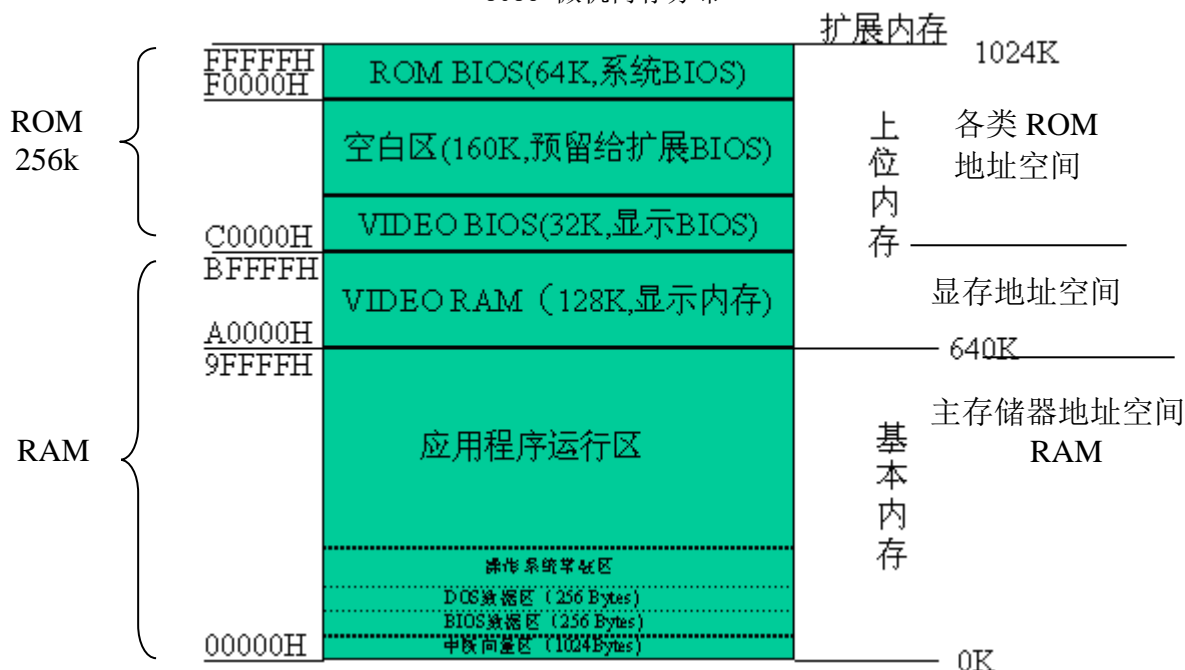 扩展内存
1024K
FFFFFH
F0000H
ROM BIOS(64K,系统BIOS)
ROM
256k
空白区(160K,预留给扩展BIOS)
上位内存
各类 ROM
地址空间
VIDEO BIOS(32K,显示BIOS)
C0000H
BFFFFH
VIDEO RAM（128K,显示内存)
显存地址空间
A0000H
640K
9FFFFH
主存储器地址空间
RAM
应用程序运行区
基本内存
RAM
操作系统常驻区
DOS数据区（256 Bytes)
BIOS数据区（256 Bytes)
中断向量区（1024Bytes)
00000H
0K